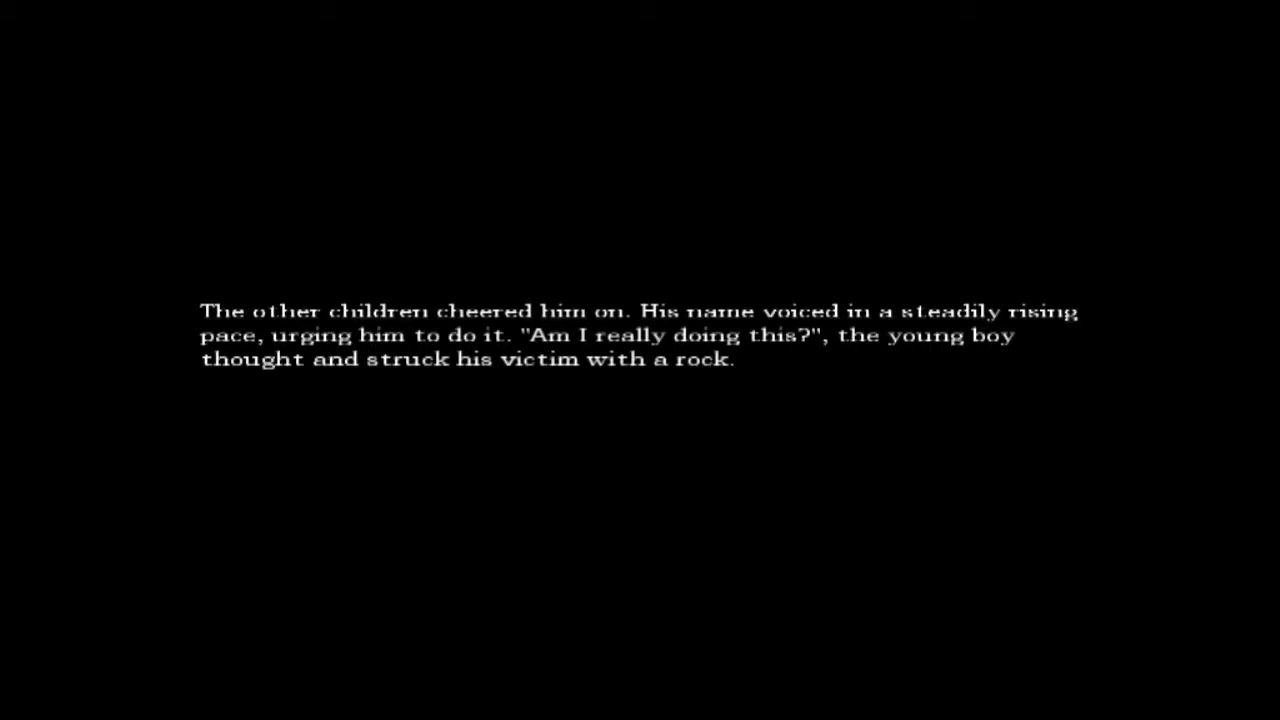 The other children cheered him on. His name voiced in a steadily rising
pace, urging him to do it. "Am I really doing this?", the young boy
thought and struck his victim with a rock.